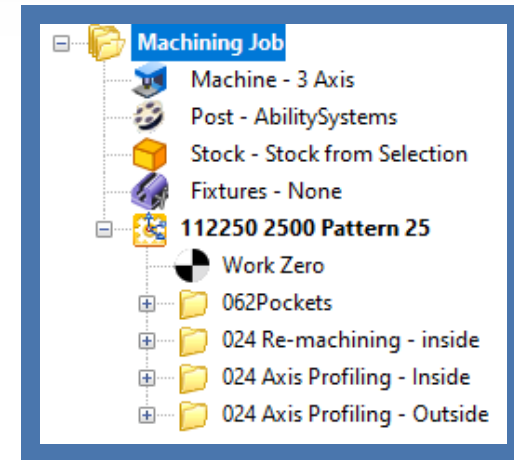 Machining Job
Machine - 3 Axis
Post - AbilitySystems
Stock - Stock from Selection
Fixtures - None
112250 2500 Pattern 25
Work Zero
062Pockets
024 Re-machining - inside
024 Axis Profiling - Inside
024 Axis Profiling - Outside